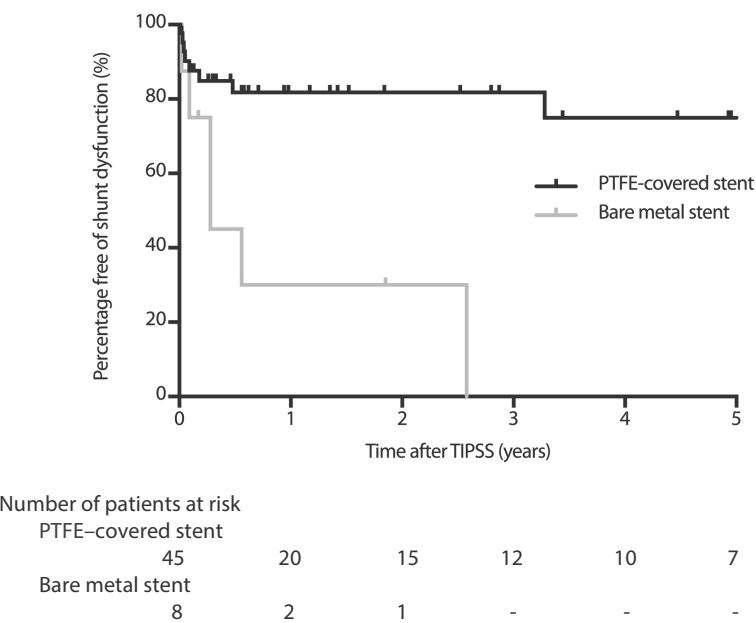 Percentage free of shunt dysfunction (%)
100
80
60
40
20
0
0 1 2 3 4 5
Time after TIPSS (years)
PTFE-covered stent
Bare metal stent
Number of patients at risk
PTFE–covered stent
45 20 15 12 10 7
Bare metal stent
8 2 1 - - -